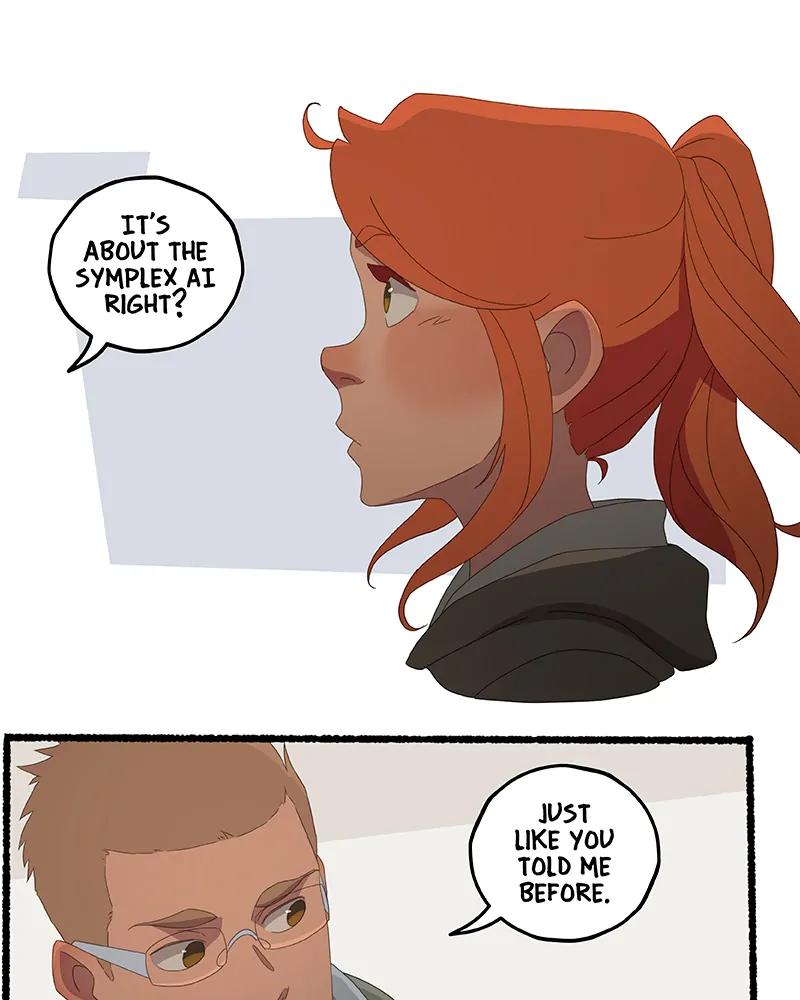 IT'S
ABOUT THE
SYMPLEX AI
RIGHT?
JUST
LIKE YOU
TOLD ME
BEFORE.